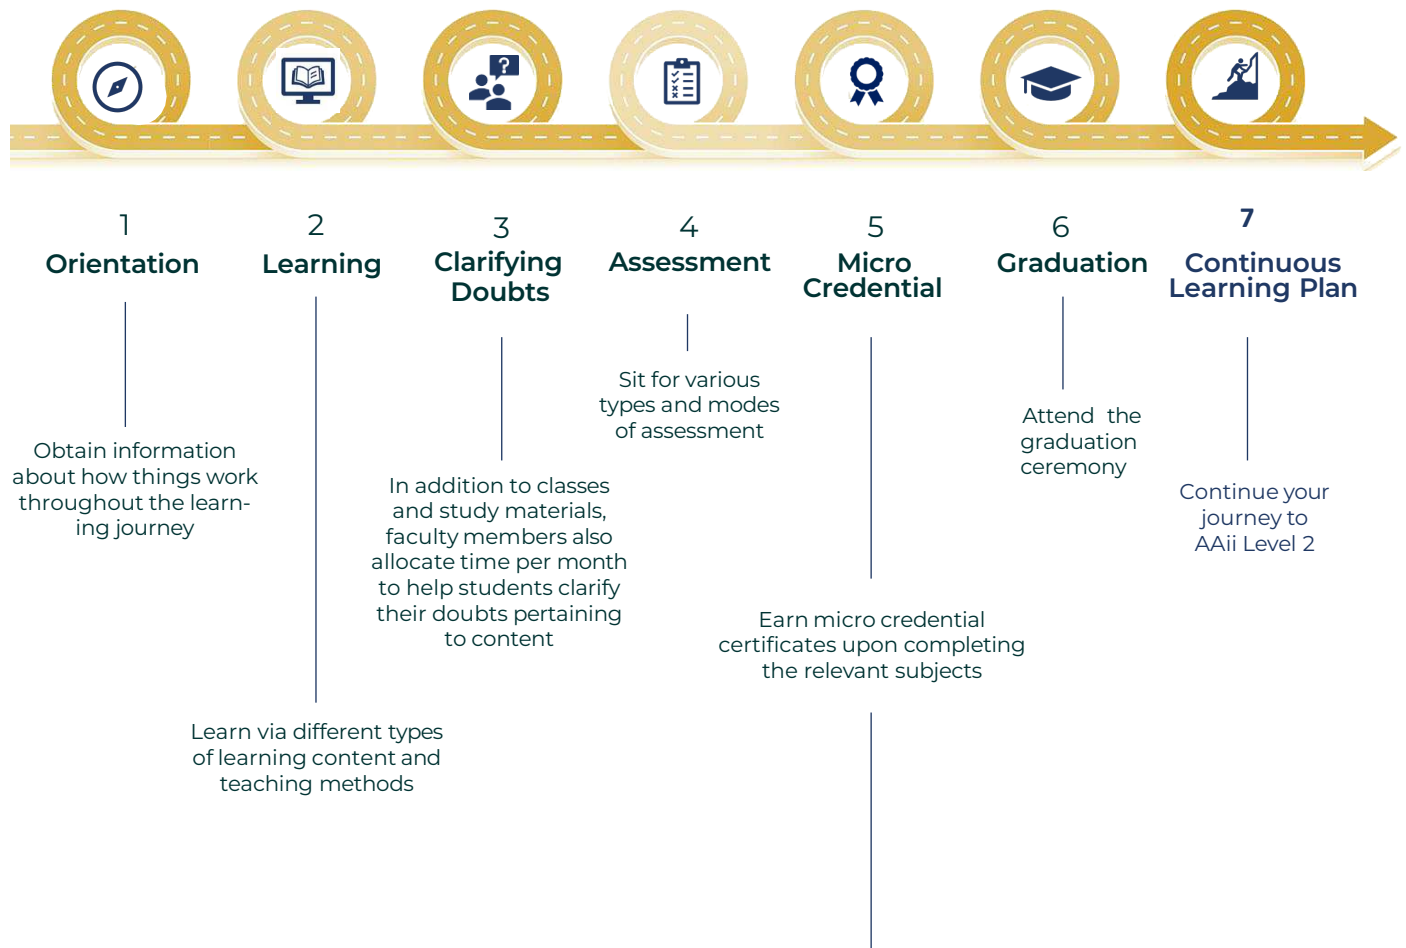 1
Orientation
Obtain information
about how things work
throughout the learn-
ing journey
2
Learning
Learn via different types
of learning content and
teaching methods
3
Clarifying
Doubts
In addition to classes
and study materials,
faculty members also
allocate time per month
to help students clarify
their doubts pertaining
to content
4
Assessment
Sit for various
types and modes
of assessment
5
Micro
Credential
Earn micro credential
certificates upon completing
the relevant subjects
6
Graduation
Attend the
graduation
ceremony
7
Continuous
Learning Plan
Continue your
journey to
AAii Level 2